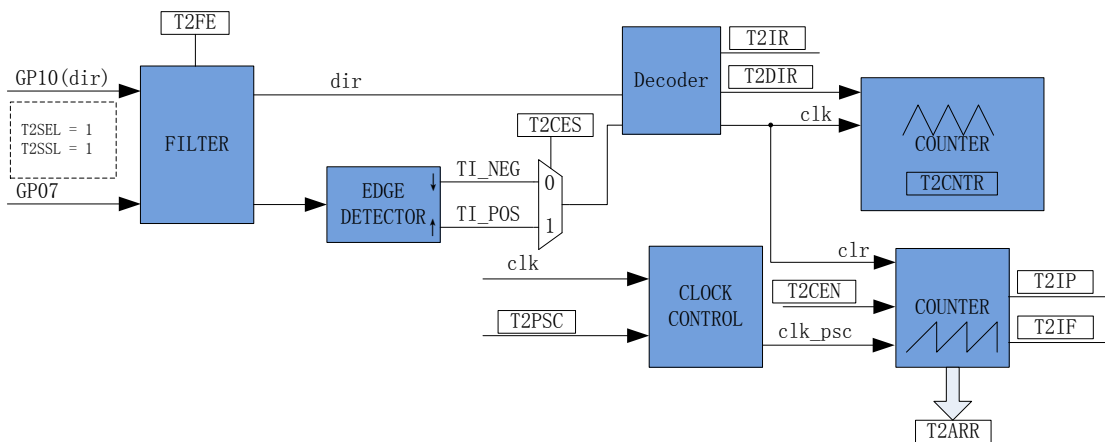 T2FE
GP10(dir)
T2SEL = 1
T2SSL = 1
GP07
FILTER
dir
T2CES
EDGE
DETECTOR
TI_NEG
TI_POS
0
1
Decoder
T2IR
T2DIR
clk
COUNTER
T2CNTR
clk
T2PSC
CLOCK
CONTROL
clr
T2CEN
clk_psc
COUNTER
T2IP
T2IF
T2ARR